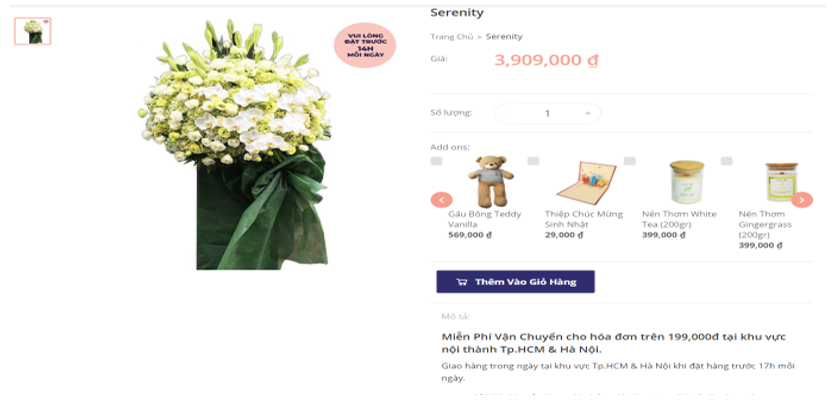 Serenity
VUI LÒNG
ĐẶT TRƯỚC
14H
MỖI NGÀY
Trang Chủ > Serenity
Giá: 3,909,000 ₫
Số lượng: 1 +
Add ons:
Gấu Bông Teddy
Vanilla
569,000 ₫
Thiệp Chúc Mừng
Sinh Nhật
29,000 ₫
Nến Thơm White
Tea (200gr)
399,000 ₫
Nến Thơm
Gingergrass
(200gr)
399,000 ₫
Thêm Vào Giỏ Hàng
Mô tả:
Miễn Phí Vận Chuyển cho hóa đơn trên 199,000đ tại khu vực
nội thành Tp.HCM & Hà Nội.
Giao hàng trong ngày tại khu vực Tp.HCM & Hà Nội khi đặt hàng trước 17h mỗi
ngày.